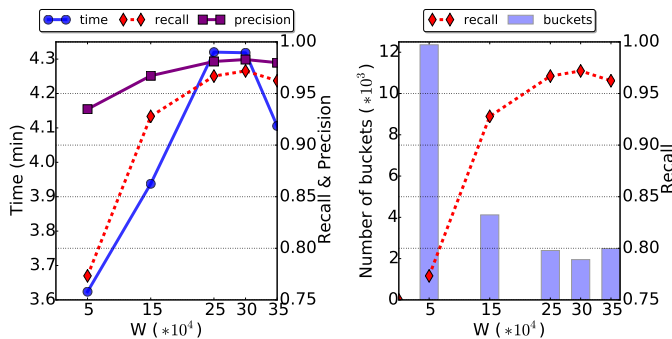 time recall precision
4.3
4.2
4.1
4.0
3.9
3.8
3.7
3.6
Time (min)
1.00
0.95
0.90
0.85
0.80
0.75
Recall & Precision
5 15 25 30 35
W (*10^4)
recall buckets
12
10
8
6
4
2
0
Number of buckets (*10^3)
1.00
0.95
0.90
0.85
0.80
0.75
Recall
5 15 25 30 35
W (*10^4)